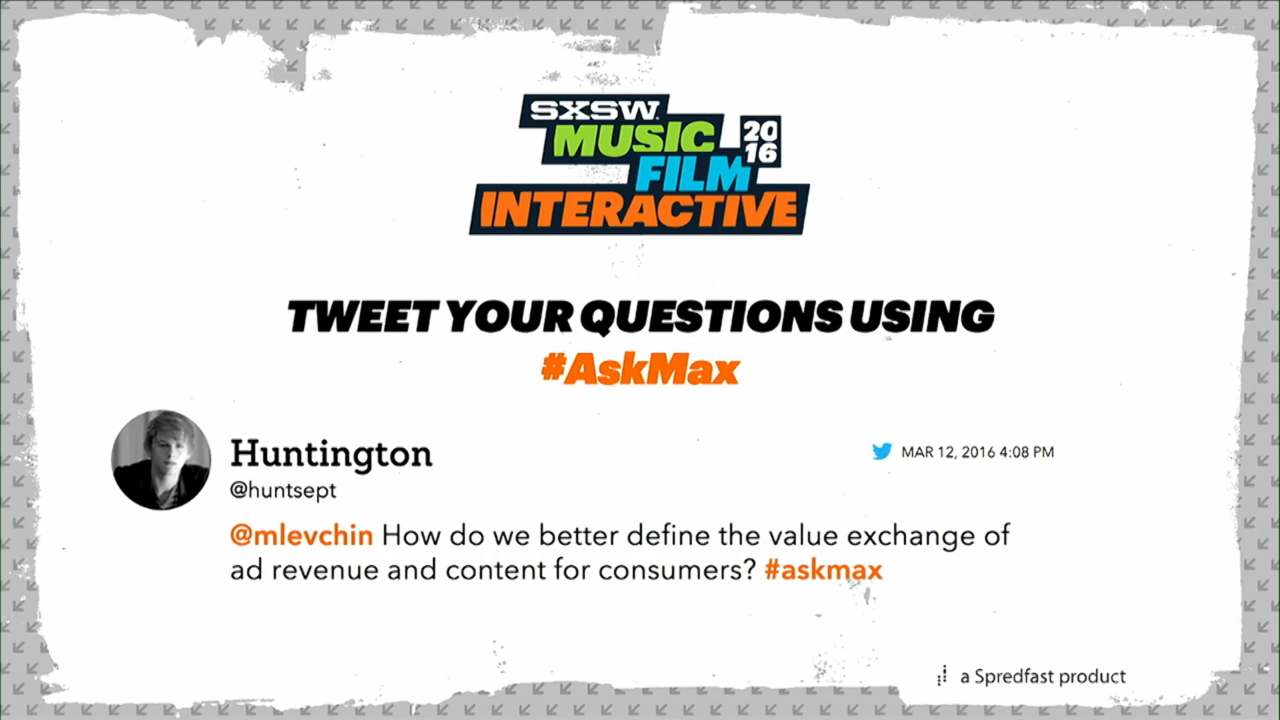 SXSW.
MUSIC
2016
FILM
INTERACTIVE
TWEET YOUR QUESTIONS USING
#AskMax
Huntington
MAR 12, 2016 4:08 PM
@huntsept
@mlevchin How do we better define the value exchange of
ad revenue and content for consumers? #askmax
a Spredfast product